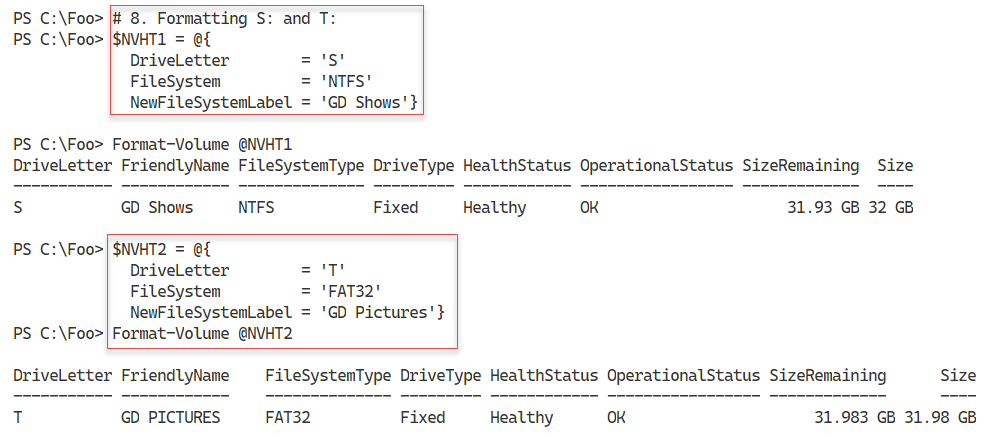 PS C:\Foo> # 8. Formatting S: and T:
PS C:\Foo> $NVHT1 = @{
  DriveLetter        = 'S'
  FileSystem         = 'NTFS'
  NewFileSystemLabel = 'GD Shows'}
PS C:\Foo> Format-Volume @NVHT1
DriveLetter FriendlyName FileSystemType DriveType HealthStatus OperationalStatus SizeRemaining  Size
----------- ------------ -------------- --------- ------------ ----------------- -------------  ----
S           GD Shows     NTFS           Fixed     Healthy      OK                     31.93 GB 32 GB
PS C:\Foo> $NVHT2 = @{
  DriveLetter        = 'T'
  FileSystem         = 'FAT32'
  NewFileSystemLabel = 'GD Pictures'}
PS C:\Foo> Format-Volume @NVHT2
DriveLetter FriendlyName    FileSystemType DriveType HealthStatus OperationalStatus SizeRemaining      Size
----------- ------------    -------------- --------- ------------ ----------------- -------------      ----
T           GD PICTURES     FAT32          Fixed     Healthy      OK                    31.983 GB 31.98 GB